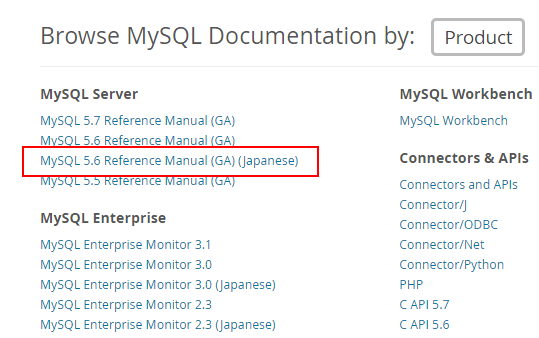 Browse MySQL Documentation by: Product
MySQL Server
MySQL 5.7 Reference Manual (GA)
MySQL 5.6 Reference Manual (GA)
MySQL 5.6 Reference Manual (GA) (Japanese)
MySQL 5.5 Reference Manual (GA)
MySQL Enterprise
MySQL Enterprise Monitor 3.1
MySQL Enterprise Monitor 3.0
MySQL Enterprise Monitor 3.0 (Japanese)
MySQL Enterprise Monitor 2.3
MySQL Enterprise Monitor 2.3 (Japanese)
MySQL Workbench
MySQL Workbench
Connectors & APIs
Connectors and APIs
Connector/J
Connector/ODBC
Connector/Net
Connector/Python
PHP
C API 5.7
C API 5.6